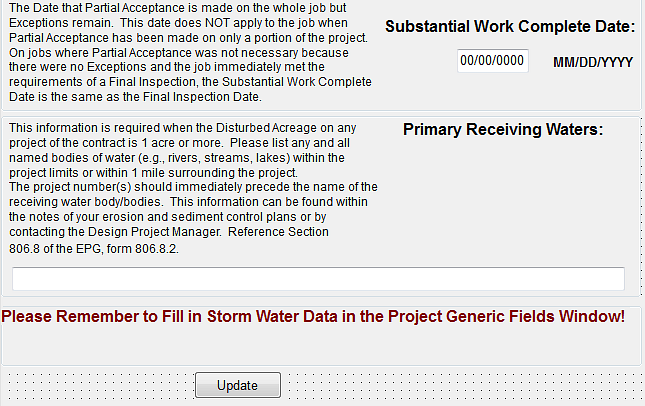 The Date that Partial Acceptance is made on the whole job but
Exceptions remain.  This date does NOT apply to the job when
Partial Acceptance has been made on only a portion of the project.
On jobs where Partial Acceptance was not necessary because
there were no Exceptions and the job immediately met the
requirements of a Final Inspection, the Substantial Work Complete
Date is the same as the Final Inspection Date.
Substantial Work Complete Date:
00/00/0000 MM/DD/YYYY
This information is required when the Disturbed Acreage on any
project of the contract is 1 acre or more.  Please list any and all
named bodies of water (e.g., rivers, streams, lakes) within the
project limits or within 1 mile surrounding the project.
The project number(s) should immediately precede the name of the
receiving water body/bodies.  This information can be found within
the notes of your erosion and sediment control plans or by
contacting the Design Project Manager.  Reference Section
806.8 of the EPG, form 806.8.2.
Primary Receiving Waters:
Please Remember to Fill in Storm Water Data in the Project Generic Fields Window!
Update